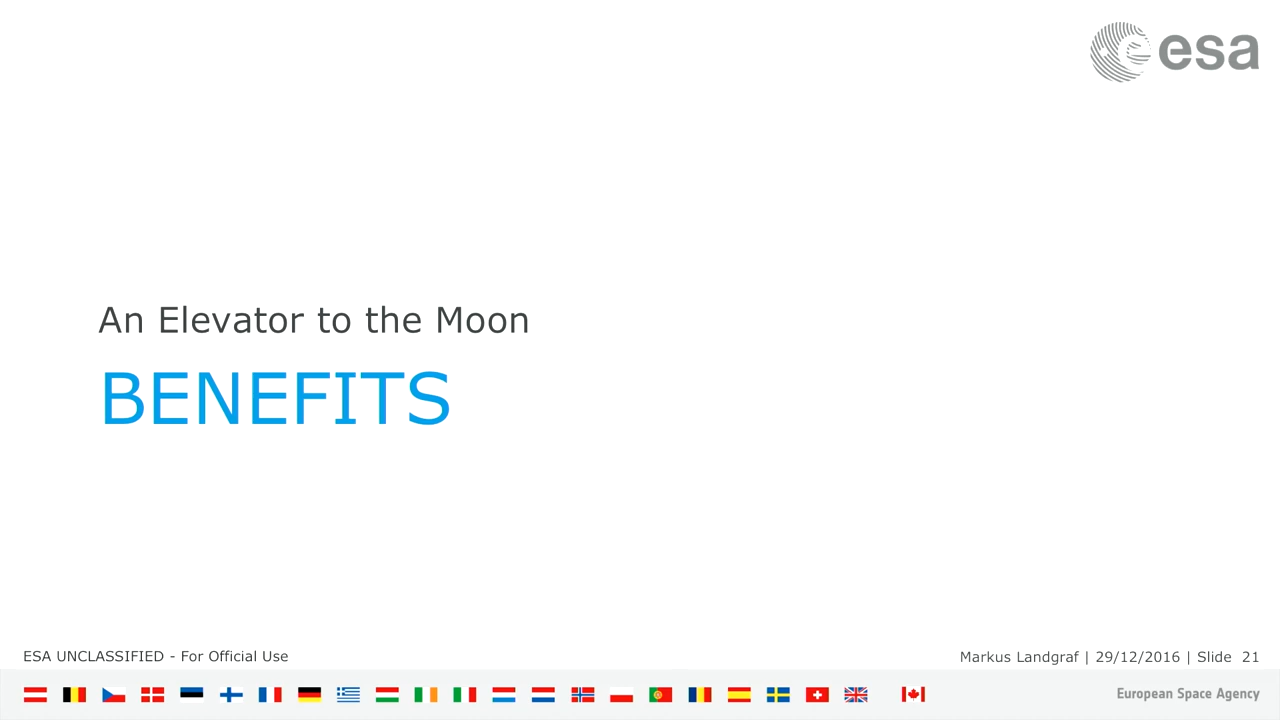 esa
An Elevator to the Moon
BENEFITS
ESA UNCLASSIFIED - For Official Use
Markus Landgraf | 29/12/2016 | Slide 21
European Space Agency